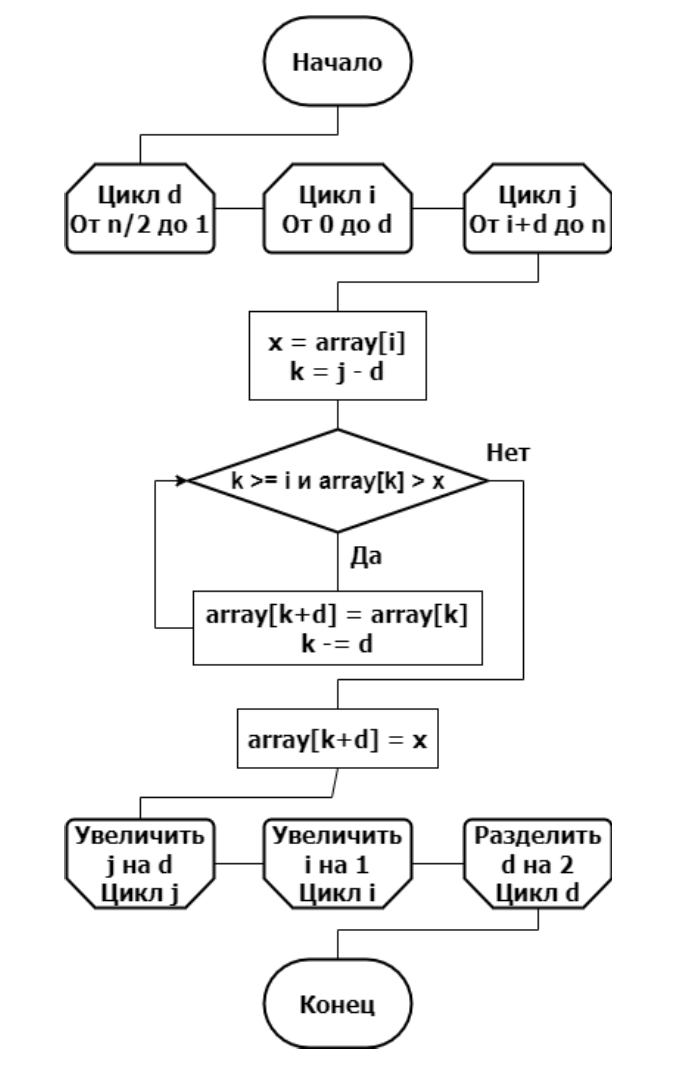 Начало
Цикл d
От n/2 до 1
Цикл i
От 0 до d
Цикл j
От i+d до n
x = array[i]
k = j - d
k >= i и array[k] > x
Нет
Да
array[k+d] = array[k]
k -= d
array[k+d] = x
Увеличить
j на d
Цикл j
Увеличить
i на 1
Цикл i
Разделить
d на 2
Цикл d
Конец